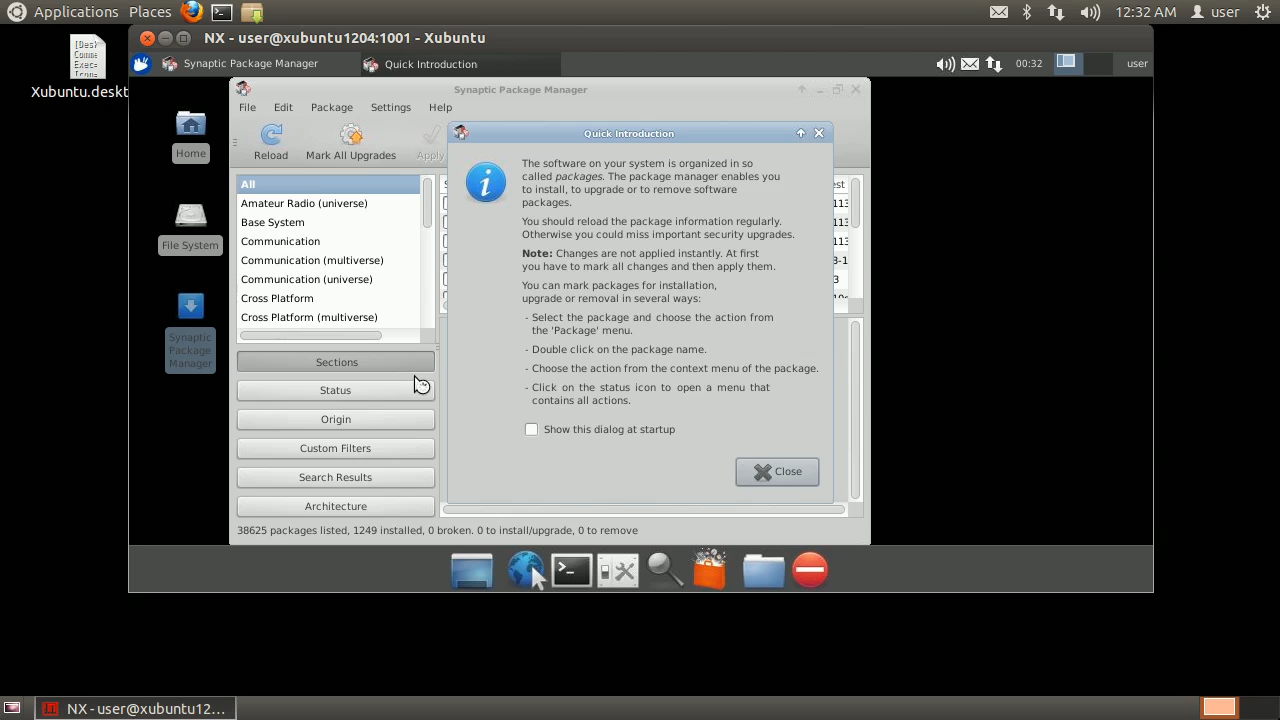 Applications Places
12:32 AM user
[Desk
Comme
Exec=
Icon=
Xubuntu.deskt
NX - user@xubuntu1204:1001 - Xubuntu
Synaptic Package Manager
Quick Introduction
00:32
user
Home
File System
Synaptic
Package
Manager
Synaptic Package Manager
File Edit Package Settings Help
Reload
Mark All Upgrades
Apply
All
Amateur Radio (universe)
Base System
Communication
Communication (multiverse)
Communication (universe)
Cross Platform
Cross Platform (multiverse)
Sections
Status
Origin
Custom Filters
Search Results
Architecture
38625 packages listed, 1249 installed, 0 broken. 0 to install/upgrade, 0 to remove
Quick Introduction
The software on your system is organized in so
called packages. The package manager enables you
to install, to upgrade or to remove software
packages.
You should reload the package information regularly.
Otherwise you could miss important security upgrades.
Note: Changes are not applied instantly. At first
you have to mark all changes and then apply them.
You can mark packages for installation,
upgrade or removal in several ways:
- Select the package and choose the action from
the 'Package' menu.
- Double click on the package name.
- Choose the action from the context menu of the package.
- Click on the status icon to open a menu that
contains all actions.
Show this dialog at startup
Close
NX - user@xubuntu12...